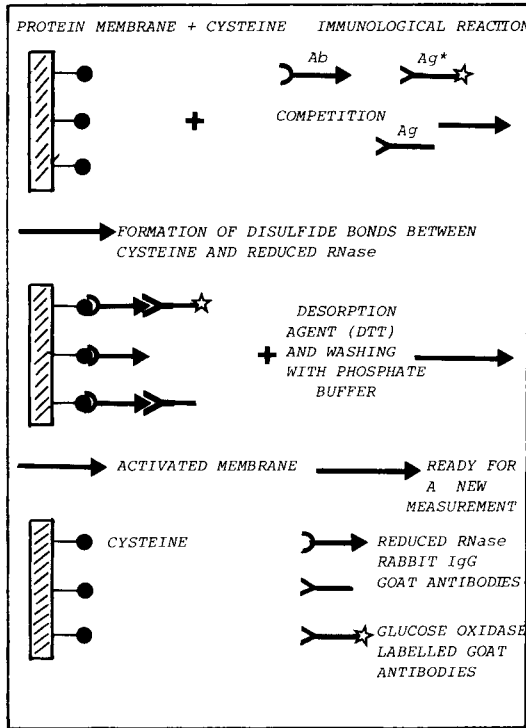 PROTEIN MEMBRANE + CYSTEINE IMMUNOLOGICAL REACTION
Ab Ag*
+ COMPETITION
Ag
FORMATION OF DISULFIDE BONDS BETWEEN
CYSTEINE AND REDUCED RNase
DESORPTION
AGENT (DTT)
+ AND WASHING
WITH PHOSPHATE
BUFFER
ACTIVATED MEMBRANE READY FOR
A NEW
MEASUREMENT
CYSTEINE REDUCED RNase
RABBIT IgG
GOAT ANTIBODIES
GLUCOSE OXIDASE
LABELLED GOAT
ANTIBODIES